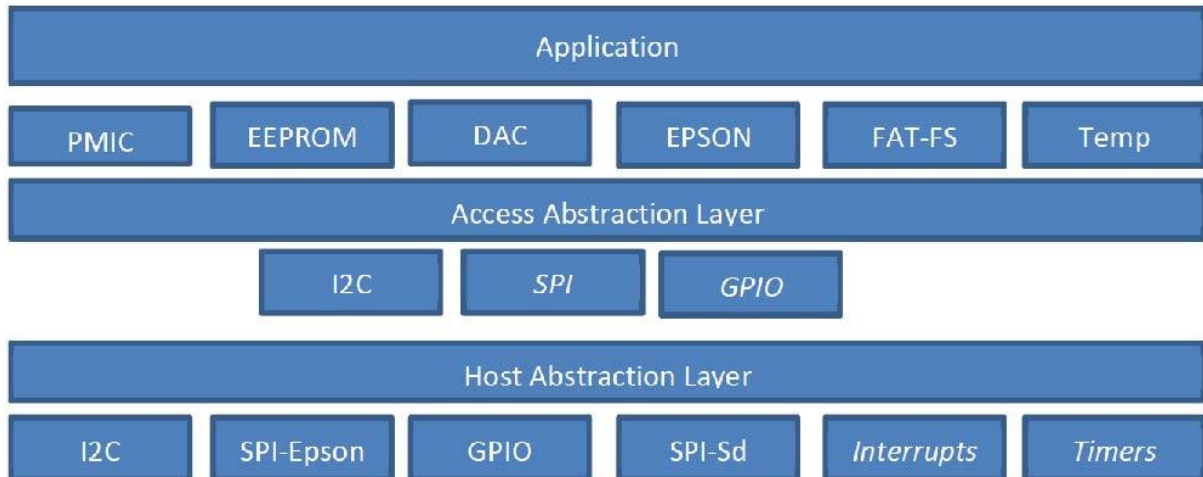 Application
PMIC EEPROM DAC EPSON FAT-FS Temp
Access Abstraction Layer
I2C SPI GPIO
Host Abstraction Layer
I2C SPI-Epson GPIO SPI-Sd Interrupts Timers